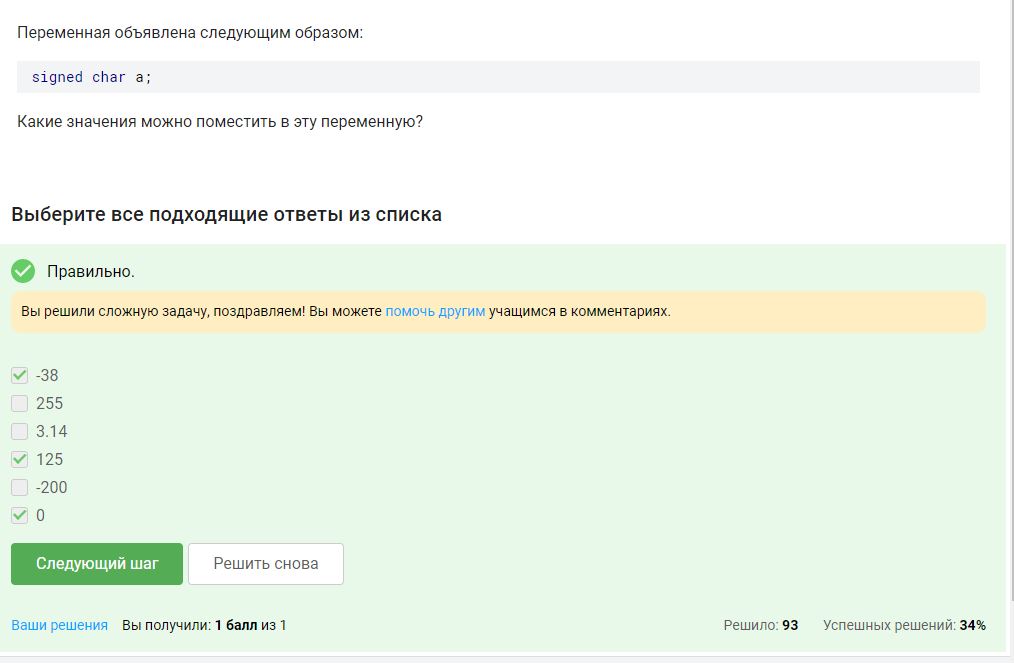 Переменная объявлена следующим образом:
signed char a;
Какие значения можно поместить в эту переменную?
Выберите все подходящие ответы из списка
Правильно.
Вы решили сложную задачу, поздравляем! Вы можете помочь другим учащимся в комментариях.
-38
255
3.14
125
-200
0
Следующий шаг Решить снова
Ваши решения Вы получили: 1 балл из 1 Решило: 93 Успешных решений: 34%